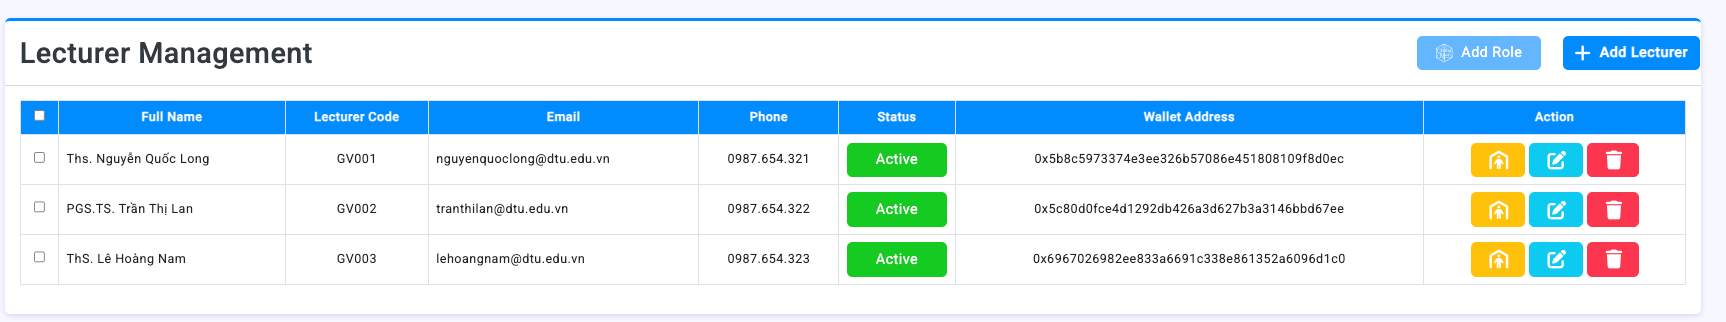 Lecturer Management
Add Role
+ Add Lecturer
Full Name Lecturer Code Email Phone Status Wallet Address Action
Ths. Nguyễn Quốc Long GV001 nguyenquoclong@dtu.edu.vn 0987.654.321 Active 0x5b8c5973374e3ee326b57086e451808109f8d0ec
PGS.TS. Trần Thị Lan GV002 tranthilan@dtu.edu.vn 0987.654.322 Active 0x5c80d0fce4d1292db426a3d627b3a3146bbd67ee
ThS. Lê Hoàng Nam GV003 lehoangnam@dtu.edu.vn 0987.654.323 Active 0x6967026982ee833a6691c338e861352a6096d1c0